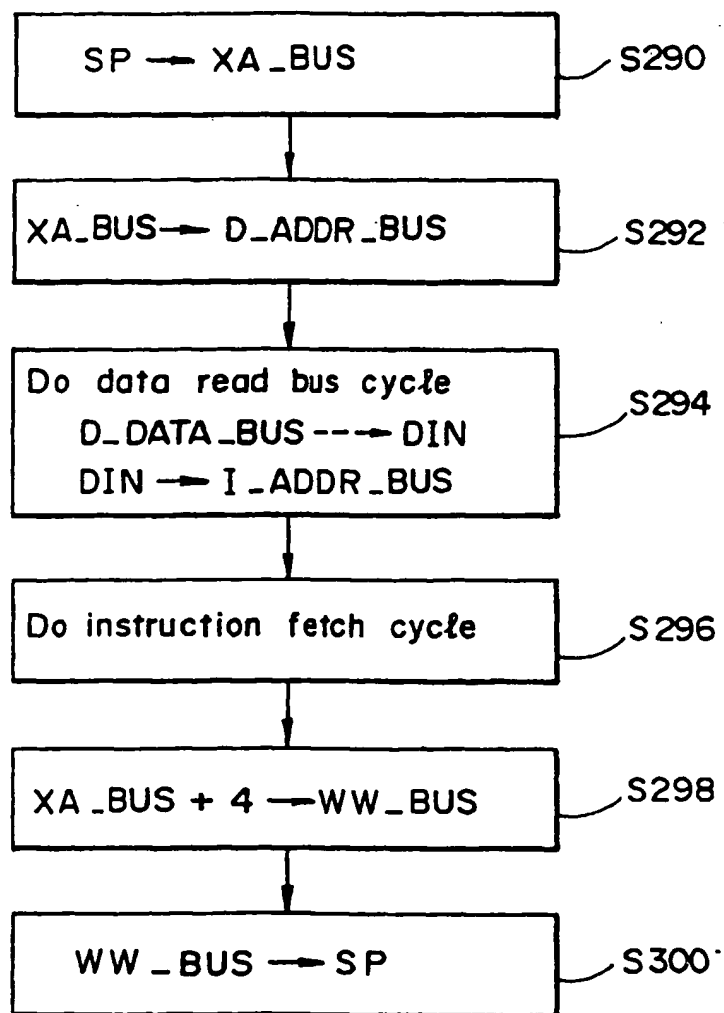 SP → XA_BUS
S290
XA_BUS → D_ADDR_BUS
S292
Do data read bus cycle
D_DATA_BUS ---→ DIN
DIN → I_ADDR_BUS
S294
Do instruction fetch cycle
S296
XA_BUS + 4 → WW_BUS
S298
WW_BUS → SP
S300